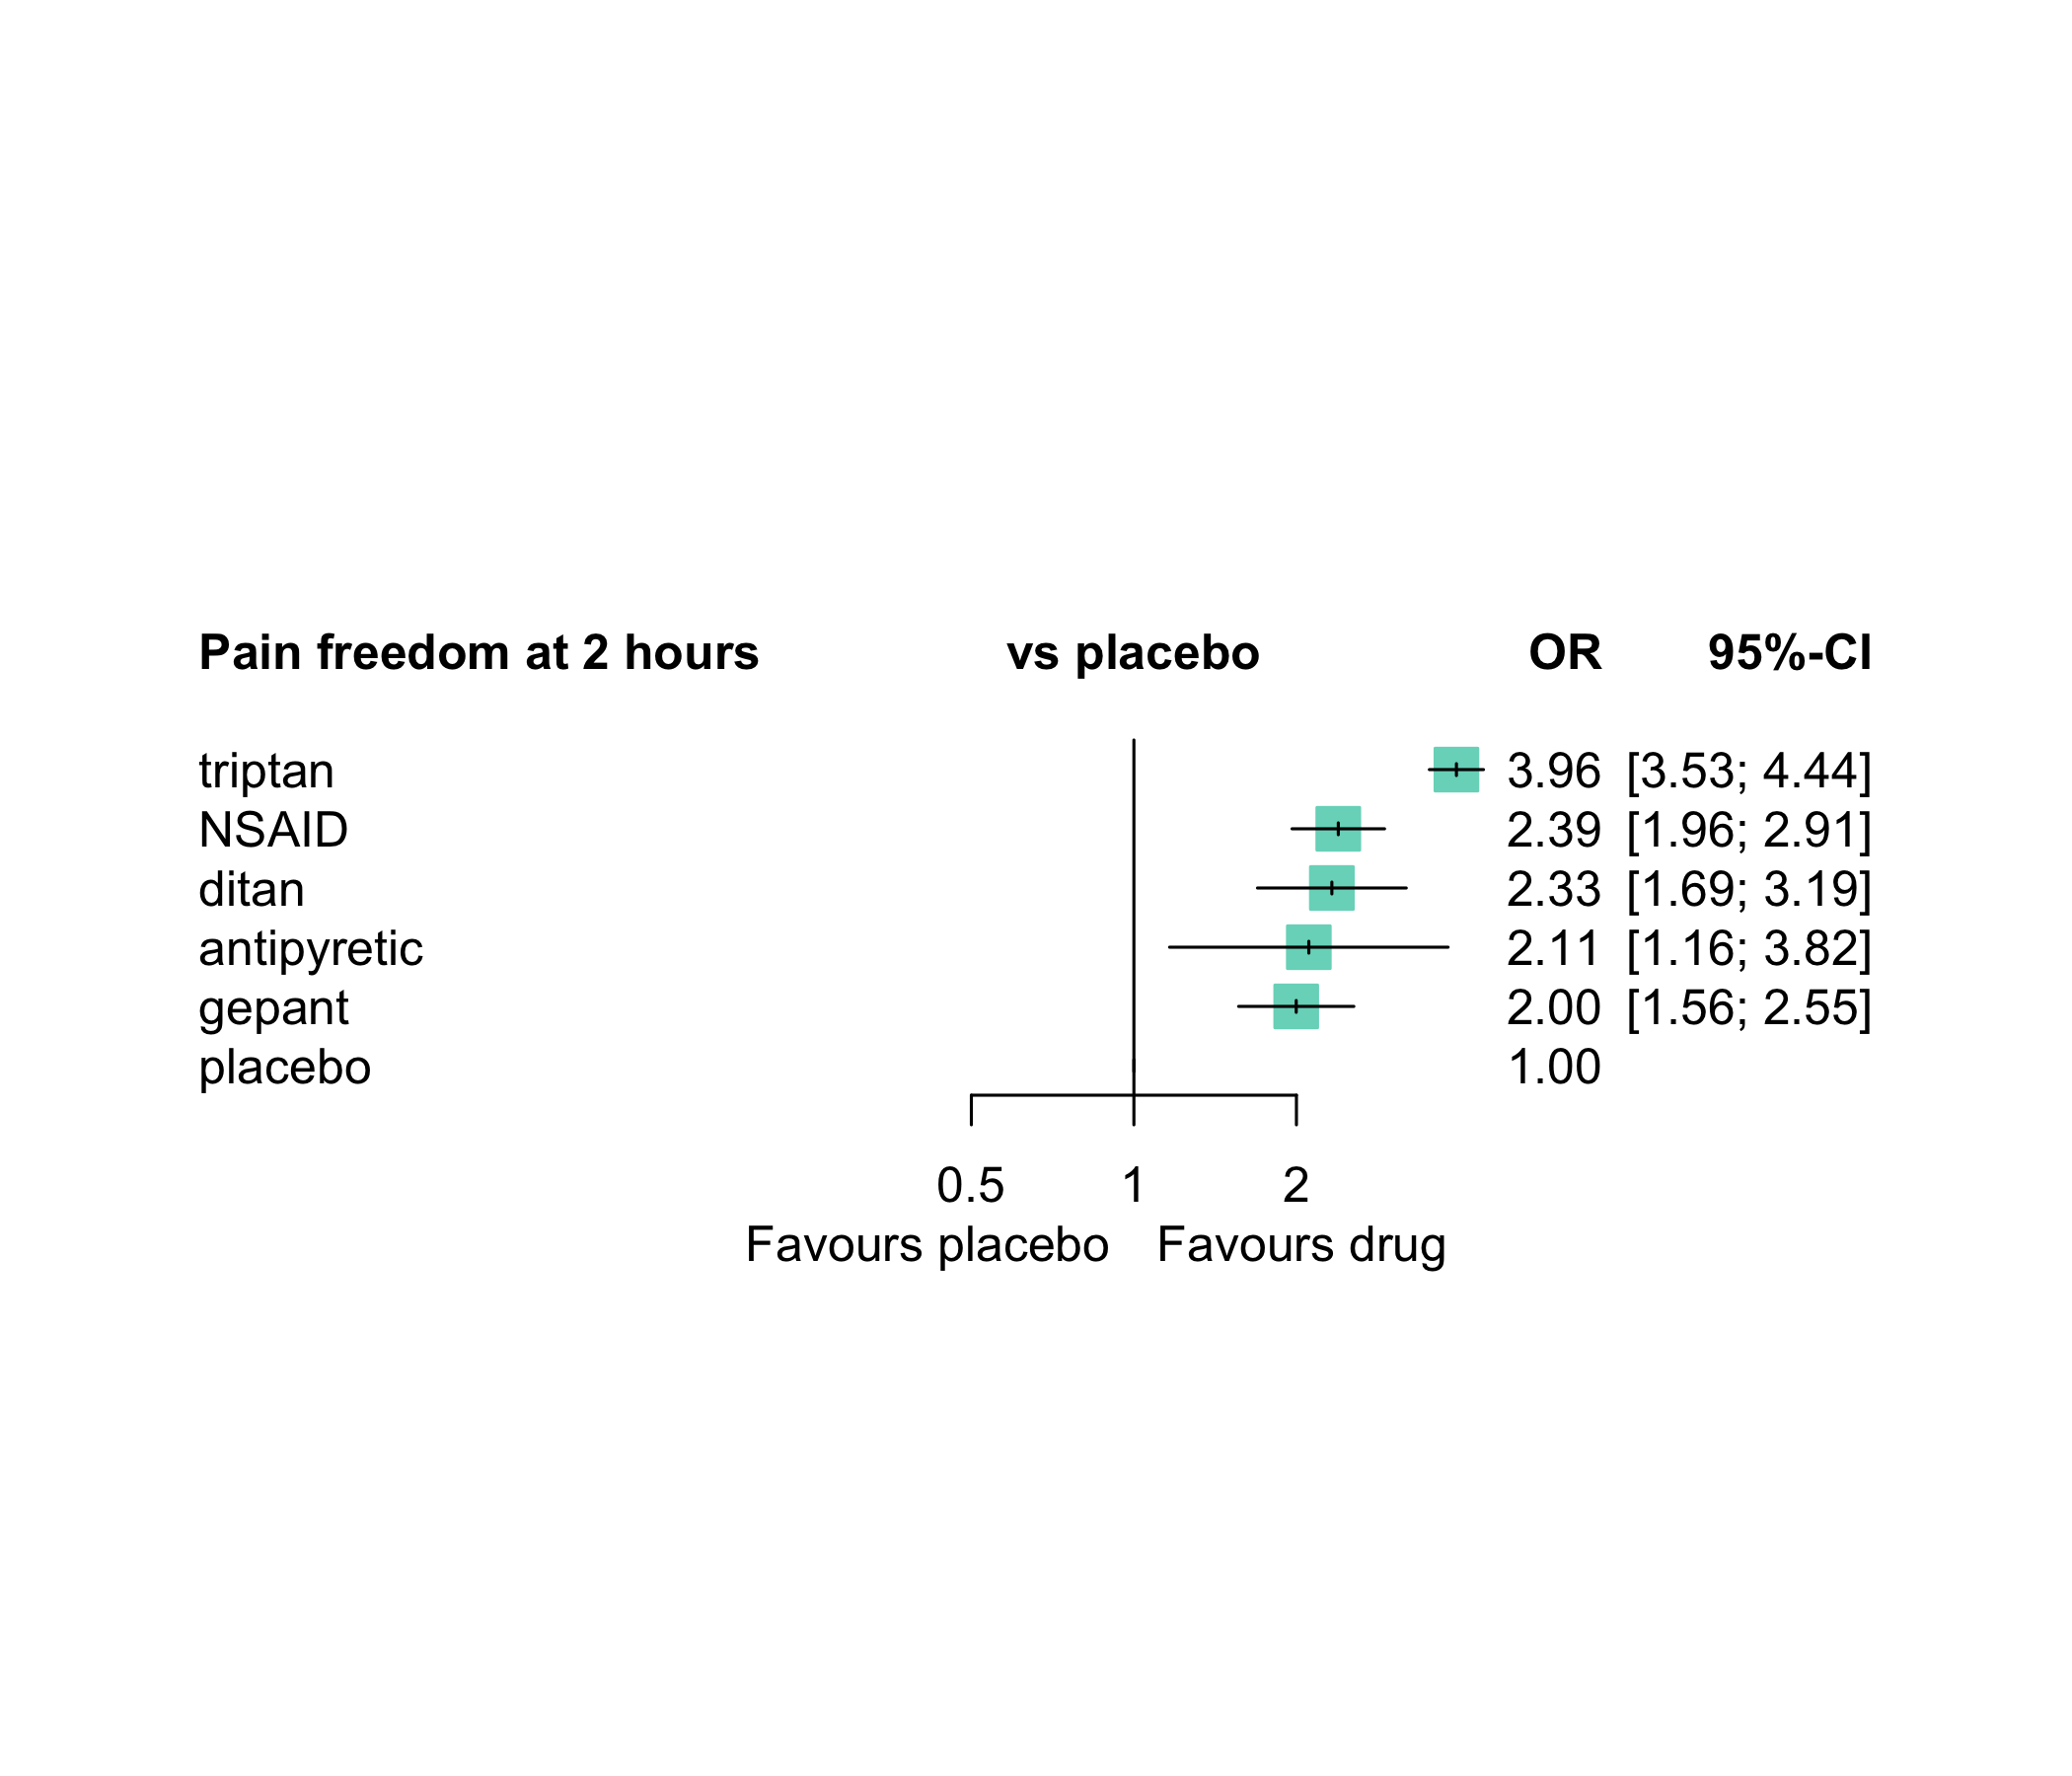 Pain freedom at 2 hours vs placebo OR 95%-CI
triptan 3.96 [3.53; 4.44]
NSAID 2.39 [1.96; 2.91]
ditan 2.33 [1.69; 3.19]
antipyretic 2.11 [1.16; 3.82]
gepant 2.00 [1.56; 2.55]
placebo 1.00
0.5 1 2
Favours placebo Favours drug